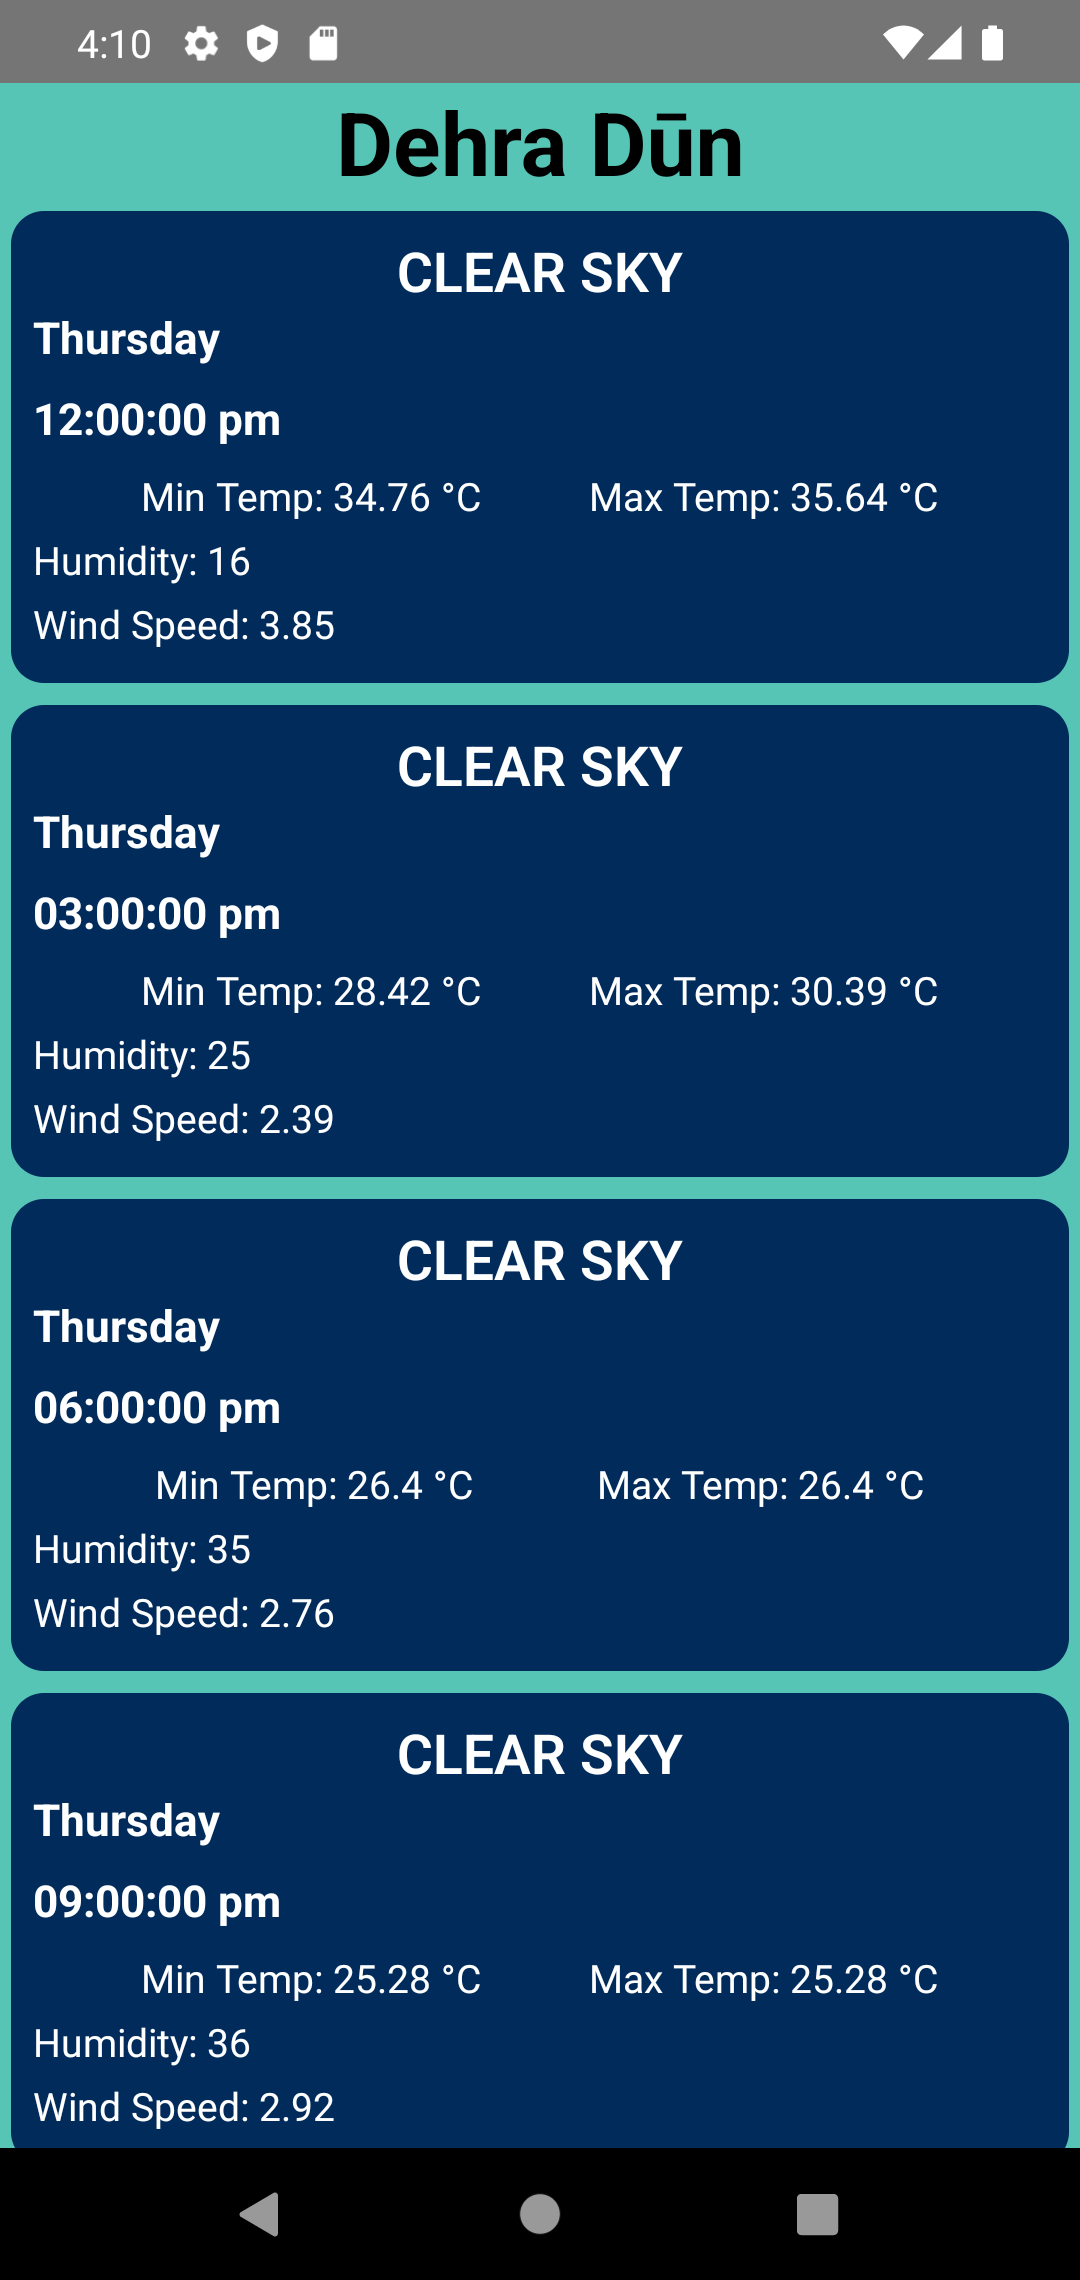 4:10
Dehra Dūn
CLEAR SKY
Thursday
12:00:00 pm
Min Temp: 34.76 °C Max Temp: 35.64 °C
Humidity: 16
Wind Speed: 3.85
CLEAR SKY
Thursday
03:00:00 pm
Min Temp: 28.42 °C Max Temp: 30.39 °C
Humidity: 25
Wind Speed: 2.39
CLEAR SKY
Thursday
06:00:00 pm
Min Temp: 26.4 °C Max Temp: 26.4 °C
Humidity: 35
Wind Speed: 2.76
CLEAR SKY
Thursday
09:00:00 pm
Min Temp: 25.28 °C Max Temp: 25.28 °C
Humidity: 36
Wind Speed: 2.92